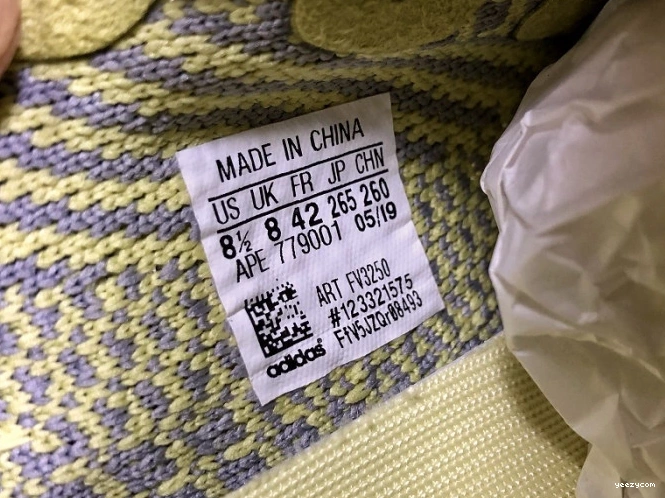 MADE IN CHINA
US UK FR JP CHN
8½ 8 42 265 260
APE 779001 05/19
ART FV3250
#123321575
FfV5JZQr08493
adidas
yeezycom